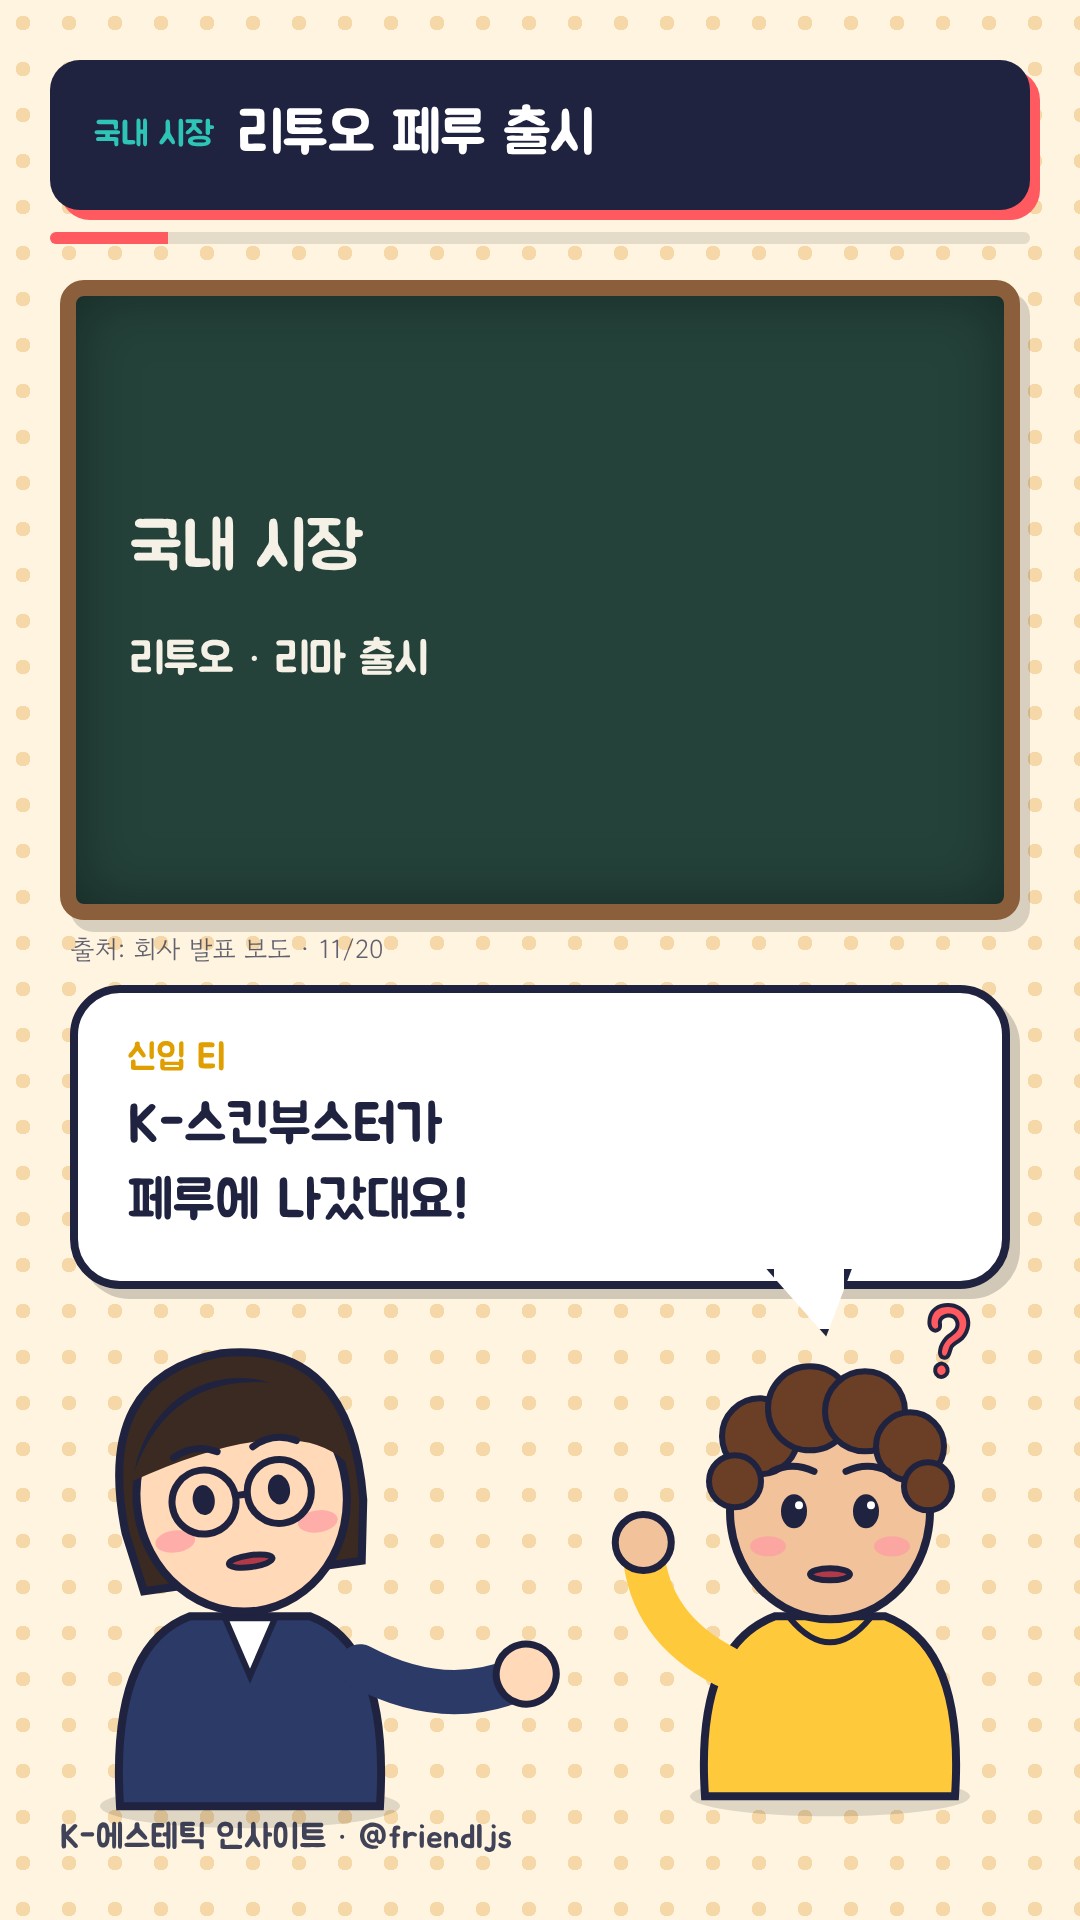 국내 시장 리투오 페루 출시
국내 시장
리투오 · 리마 출시
출처: 회사 발표 보도 · 11/20
신입 티
K-스킨부스터가
페루에 나갔대요!
?
K-에스테틱 인사이트 · @friendljs